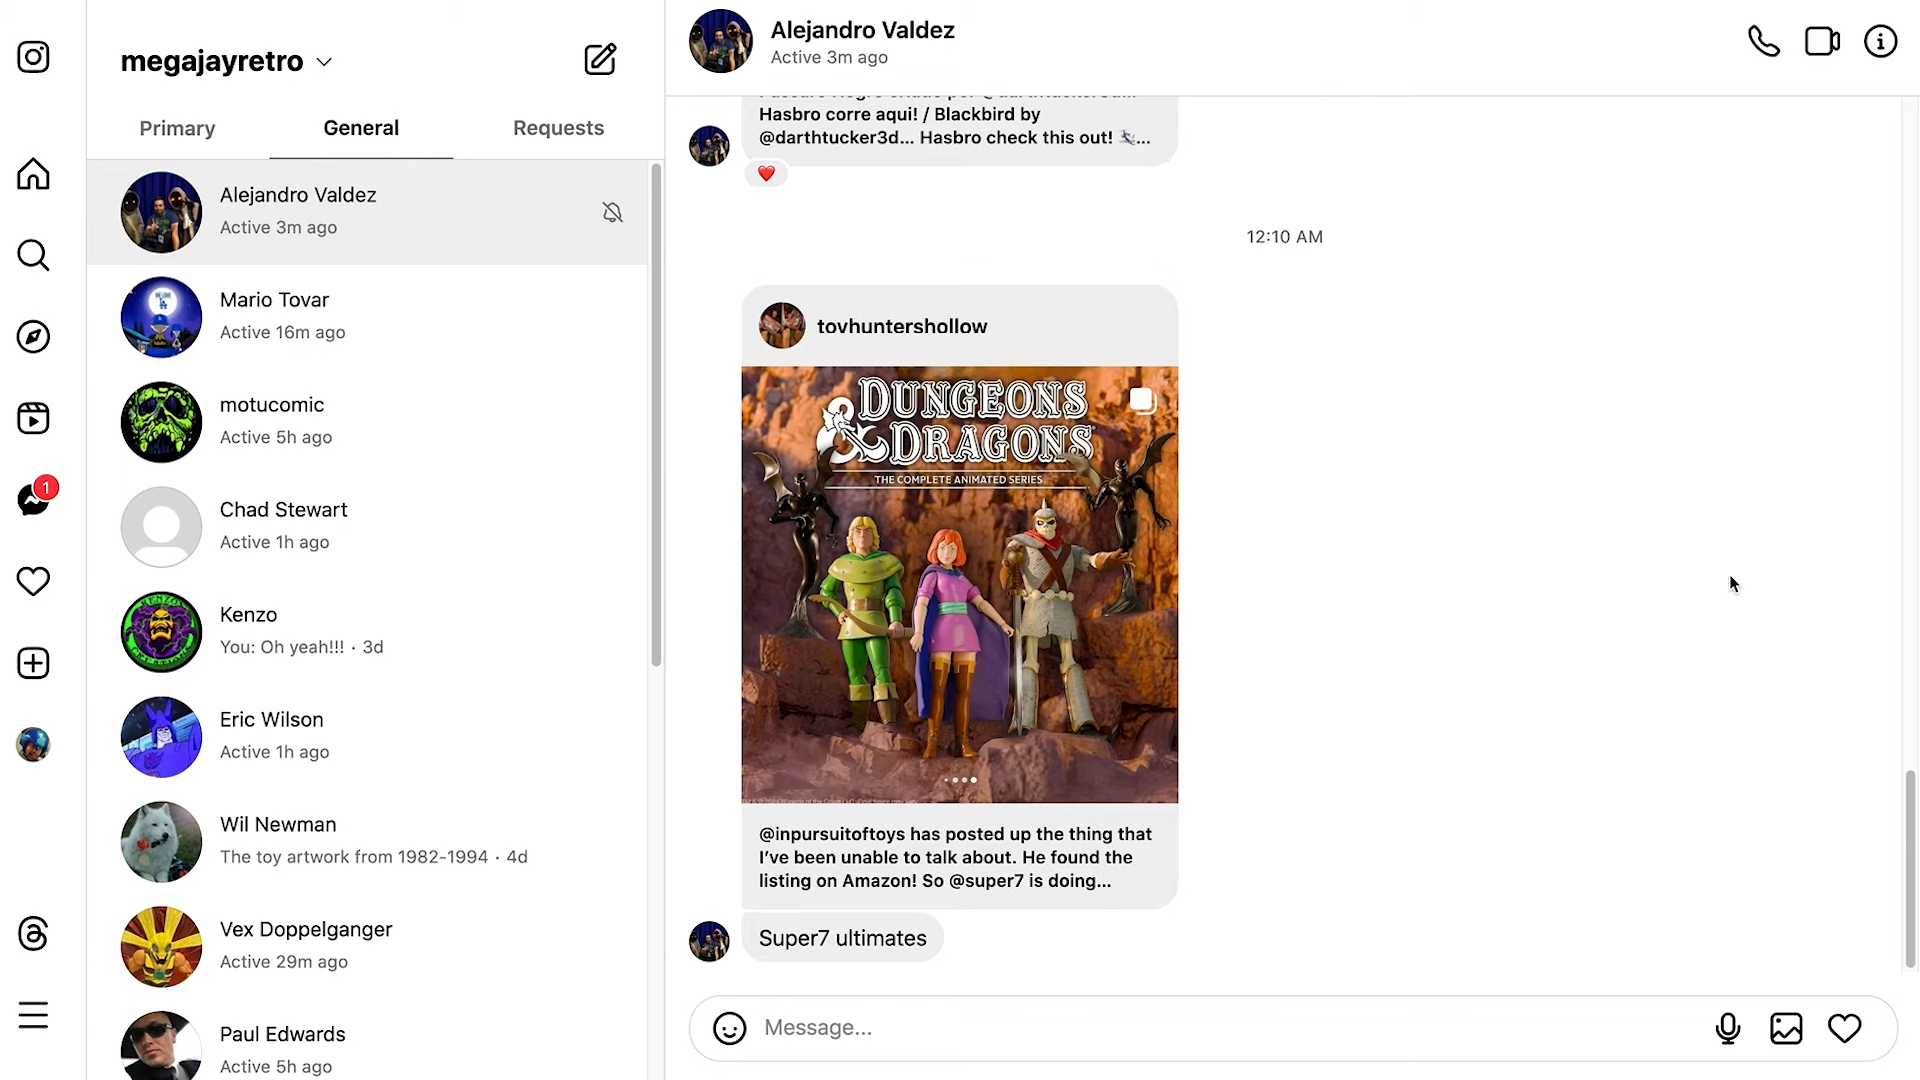 megajayretro
Primary
General
Requests
Alejandro Valdez
Active 3m ago
Mario Tovar
Active 16m ago
motucomic
Active 5h ago
Chad Stewart
Active 1h ago
1
Kenzo
You: Oh yeah!!! · 3d
Eric Wilson
Active 1h ago
Wil Newman
The toy artwork from 1982-1994 · 4d
Vex Doppelganger
Active 29m ago
Paul Edwards
Active 5h ago
Alejandro Valdez
Active 3m ago
Hasbro corre aqui! / Blackbird by
@darthtucker3d... Hasbro check this out! ...
12:10 AM
tovhuntershollow
DUNGEONS
& DRAGONS
THE COMPLETE ANIMATED SERIES
@inpursuitoftoys has posted up the thing that
I've been unable to talk about. He found the
listing on Amazon! So @super7 is doing...
Super7 ultimates
Message...